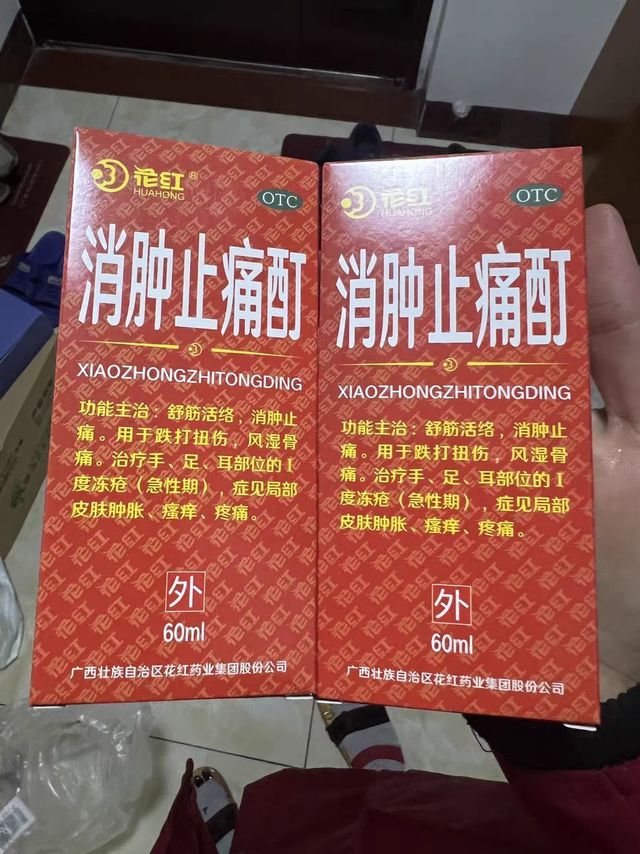 花红®
HUAHONG
OTC
消肿止痛酊
XIAOZHONGZHITONGDING
功能主治：舒筋活络，消肿止
痛。用于跌打扭伤，风湿骨
痛。治疗手、足、耳部位的Ⅰ
度冻疮（急性期），症见局部
皮肤肿胀、瘙痒、疼痛。
外
60ml
广西壮族自治区花红药业集团股份公司
花红
HUAHONG
OTC
消肿止痛酊
XIAOZHONGZHITONGDING
功能主治：舒筋活络，消肿止
痛。用于跌打扭伤，风湿骨
痛。治疗手、足、耳部位的Ⅰ
度冻疮（急性期），症见局部
皮肤肿胀、瘙痒、疼痛。
外
60ml
广西壮族自治区花红药业集团股份公司